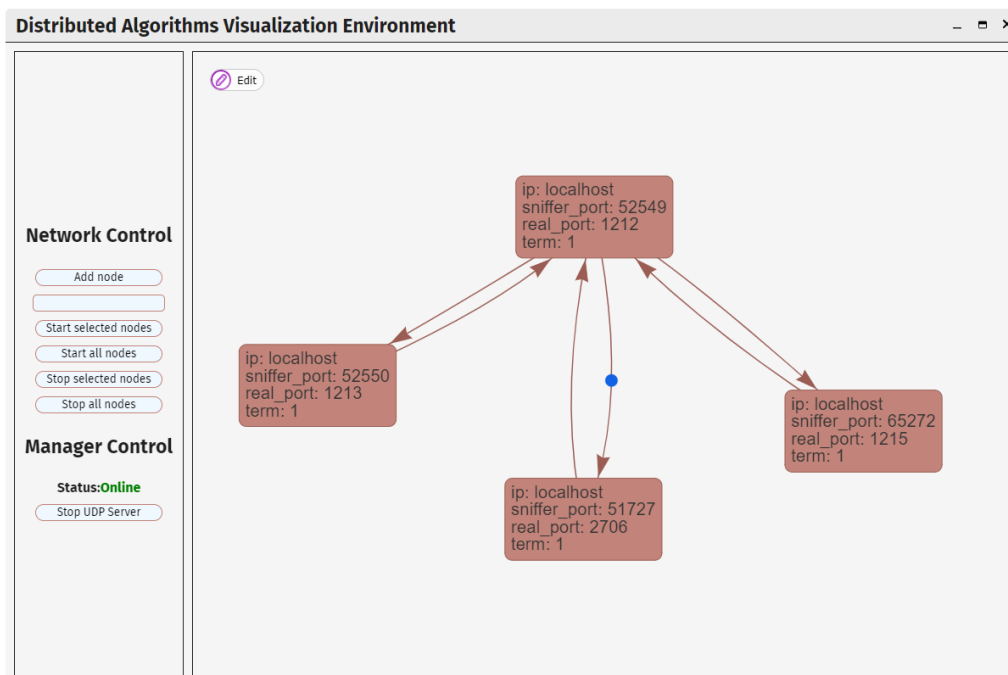 Distributed Algorithms Visualization Environment
Edit
Network Control
Add node
Start selected nodes
Start all nodes
Stop selected nodes
Stop all nodes
Manager Control
Status:Online
Stop UDP Server
ip: localhost
sniffer_port: 52549
real_port: 1212
term: 1
ip: localhost
sniffer_port: 52550
real_port: 1213
term: 1
ip: localhost
sniffer_port: 65272
real_port: 1215
term: 1
ip: localhost
sniffer_port: 51727
real_port: 2706
term: 1